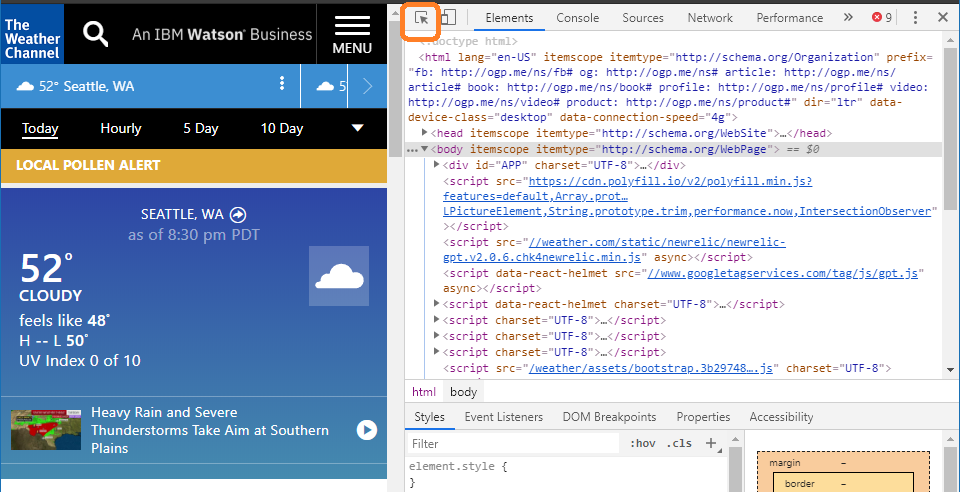 The
Weather
Channel
An IBM Watson Business
MENU
52° Seattle, WA
5
Today Hourly 5 Day 10 Day
LOCAL POLLEN ALERT
SEATTLE, WA
as of 8:30 pm PDT
52°
CLOUDY
feels like 48°
H -- L 50°
UV Index 0 of 10
Heavy Rain and Severe
Thunderstorms Take Aim at Southern
Plains
Elements Console Sources Network Performance » 9
<!doctype html>
<html lang="en-US" itemscope itemtype="http://schema.org/Organization" prefix=
"fb: http://ogp.me/ns/fb# og: http://ogp.me/ns# article: http://ogp.me/ns/
article# book: http://ogp.me/ns/book# profile: http://ogp.me/ns/profile# video:
http://ogp.me/ns/video# product: http://ogp.me/ns/product#" dir="ltr" data-
device-class="desktop" data-connection-speed="4g">
<head itemscope itemtype="http://schema.org/WebSite">…</head>
<body itemscope itemtype="http://schema.org/WebPage"> == $0
<div id="APP" charset="UTF-8">…</div>
<script src="https://cdn.polyfill.io/v2/polyfill.min.js?
features=default,Array.prot…
LPictureElement,String.prototype.trim,performance.now,IntersectionObserver"
></script>
<script src="//weather.com/static/newrelic/newrelic-
gpt.v2.0.6.chk4newrelic.min.js" async></script>
<script data-react-helmet src="//www.googletagservices.com/tag/js/gpt.js"
async></script>
<script data-react-helmet charset="UTF-8">…</script>
<script charset="UTF-8">…</script>
<script charset="UTF-8">…</script>
<script charset="UTF-8">…</script>
<script src="/weather/assets/bootstrap.3b29748….js" charset="UTF-8">
html body
Styles Event Listeners DOM Breakpoints Properties Accessibility
Filter :hov .cls +
element.style {
}
margin –
border –